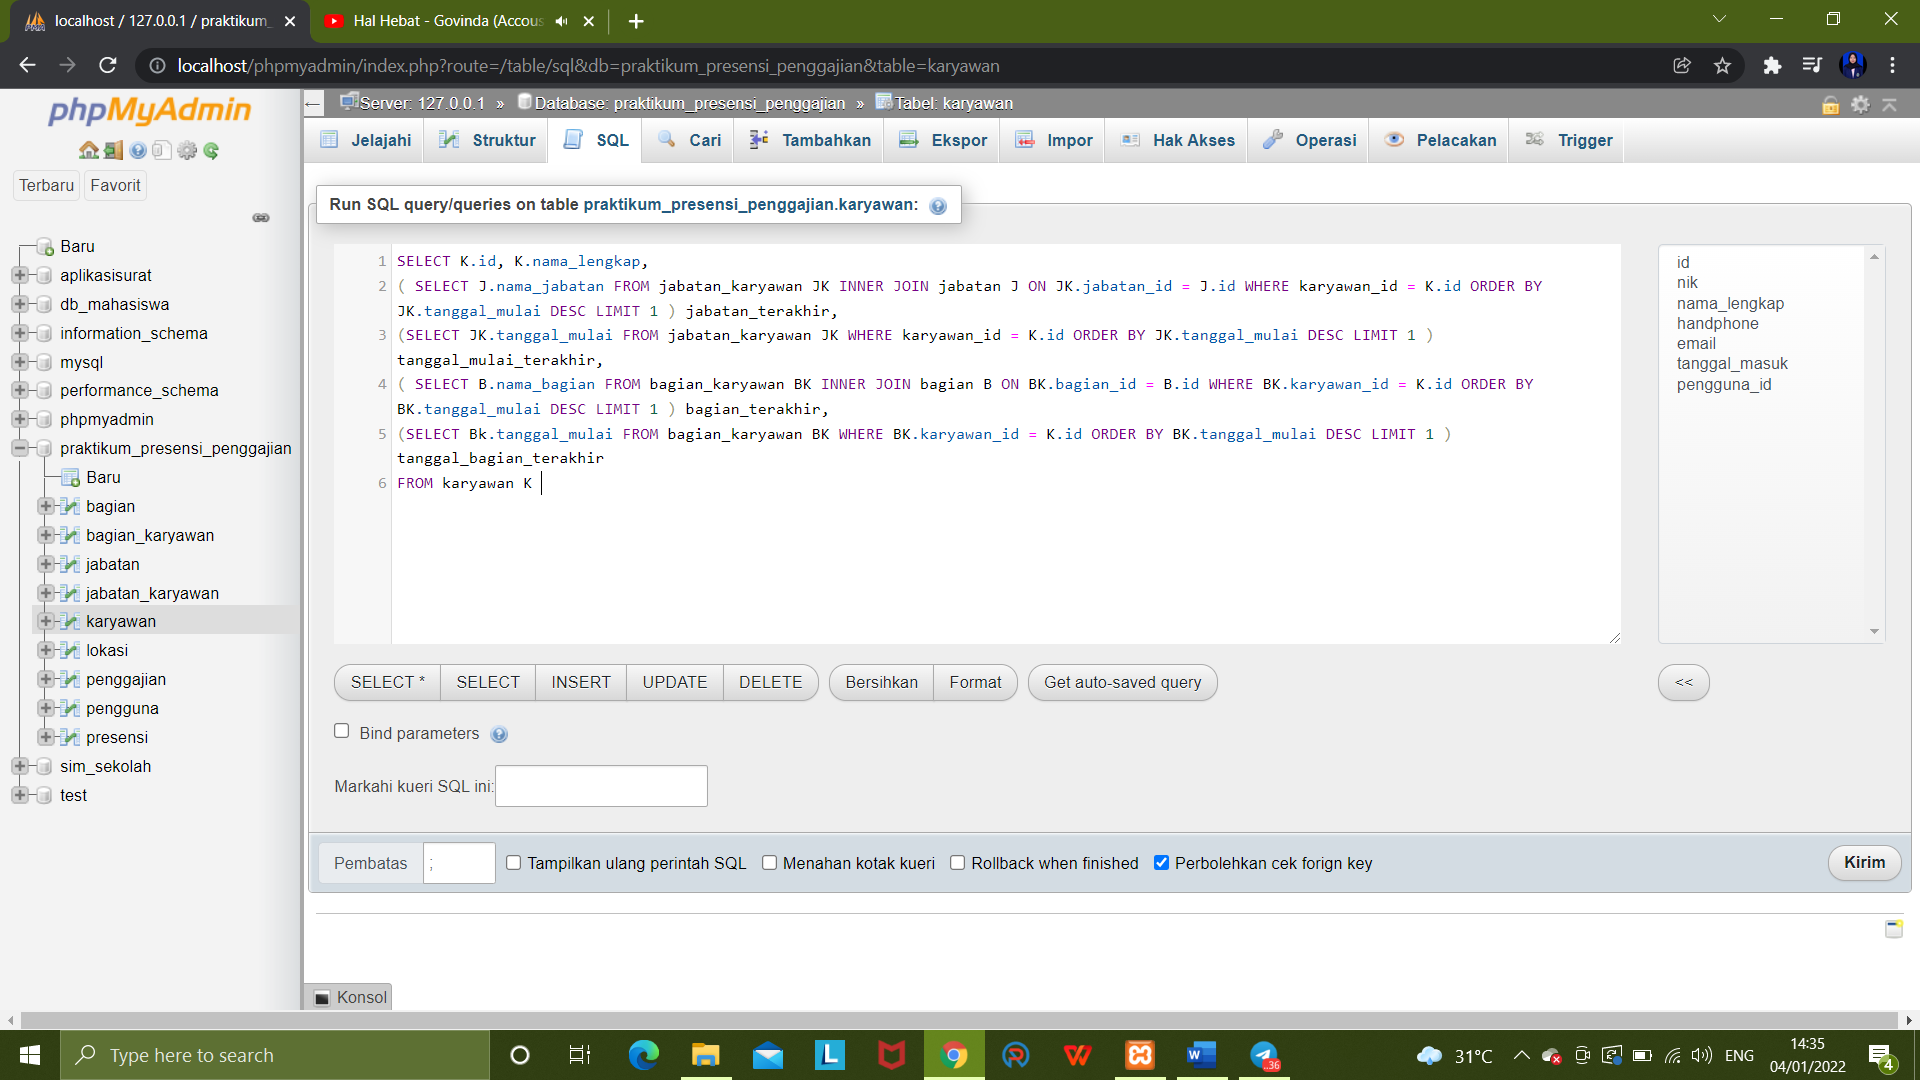 localhost / 127.0.0.1 / praktikum_
Hal Hebat - Govinda (Accous
localhost/phpmyadmin/index.php?route=/table/sql&db=praktikum_presensi_penggajian&table=karyawan
phpMyAdmin
Terbaru
Favorit
Baru
aplikasisurat
db_mahasiswa
information_schema
mysql
performance_schema
phpmyadmin
praktikum_presensi_penggajian
Baru
bagian
bagian_karyawan
jabatan
jabatan_karyawan
karyawan
lokasi
penggajian
pengguna
presensi
sim_sekolah
test
Server: 127.0.0.1 » Database: praktikum_presensi_penggajian » Tabel: karyawan
Jelajahi
Struktur
SQL
Cari
Tambahkan
Ekspor
Impor
Hak Akses
Operasi
Pelacakan
Trigger
Run SQL query/queries on table praktikum_presensi_penggajian.karyawan:
1 SELECT K.id, K.nama_lengkap,
2 ( SELECT J.nama_jabatan FROM jabatan_karyawan JK INNER JOIN jabatan J ON JK.jabatan_id = J.id WHERE karyawan_id = K.id ORDER BY
JK.tanggal_mulai DESC LIMIT 1 ) jabatan_terakhir,
3 (SELECT JK.tanggal_mulai FROM jabatan_karyawan JK WHERE karyawan_id = K.id ORDER BY JK.tanggal_mulai DESC LIMIT 1 )
tanggal_mulai_terakhir,
4 ( SELECT B.nama_bagian FROM bagian_karyawan BK INNER JOIN bagian B ON BK.bagian_id = B.id WHERE BK.karyawan_id = K.id ORDER BY
BK.tanggal_mulai DESC LIMIT 1 ) bagian_terakhir,
5 (SELECT Bk.tanggal_mulai FROM bagian_karyawan BK WHERE BK.karyawan_id = K.id ORDER BY BK.tanggal_mulai DESC LIMIT 1 )
tanggal_bagian_terakhir
6 FROM karyawan K
id
nik
nama_lengkap
handphone
email
tanggal_masuk
pengguna_id
SELECT *
SELECT
INSERT
UPDATE
DELETE
Bersihkan
Format
Get auto-saved query
<<
Bind parameters
Markahi kueri SQL ini:
Pembatas
;
Tampilkan ulang perintah SQL
Menahan kotak kueri
Rollback when finished
Perbolehkan cek forign key
Kirim
Konsol
Type here to search
31°C
ENG
14:35
04/01/2022
4